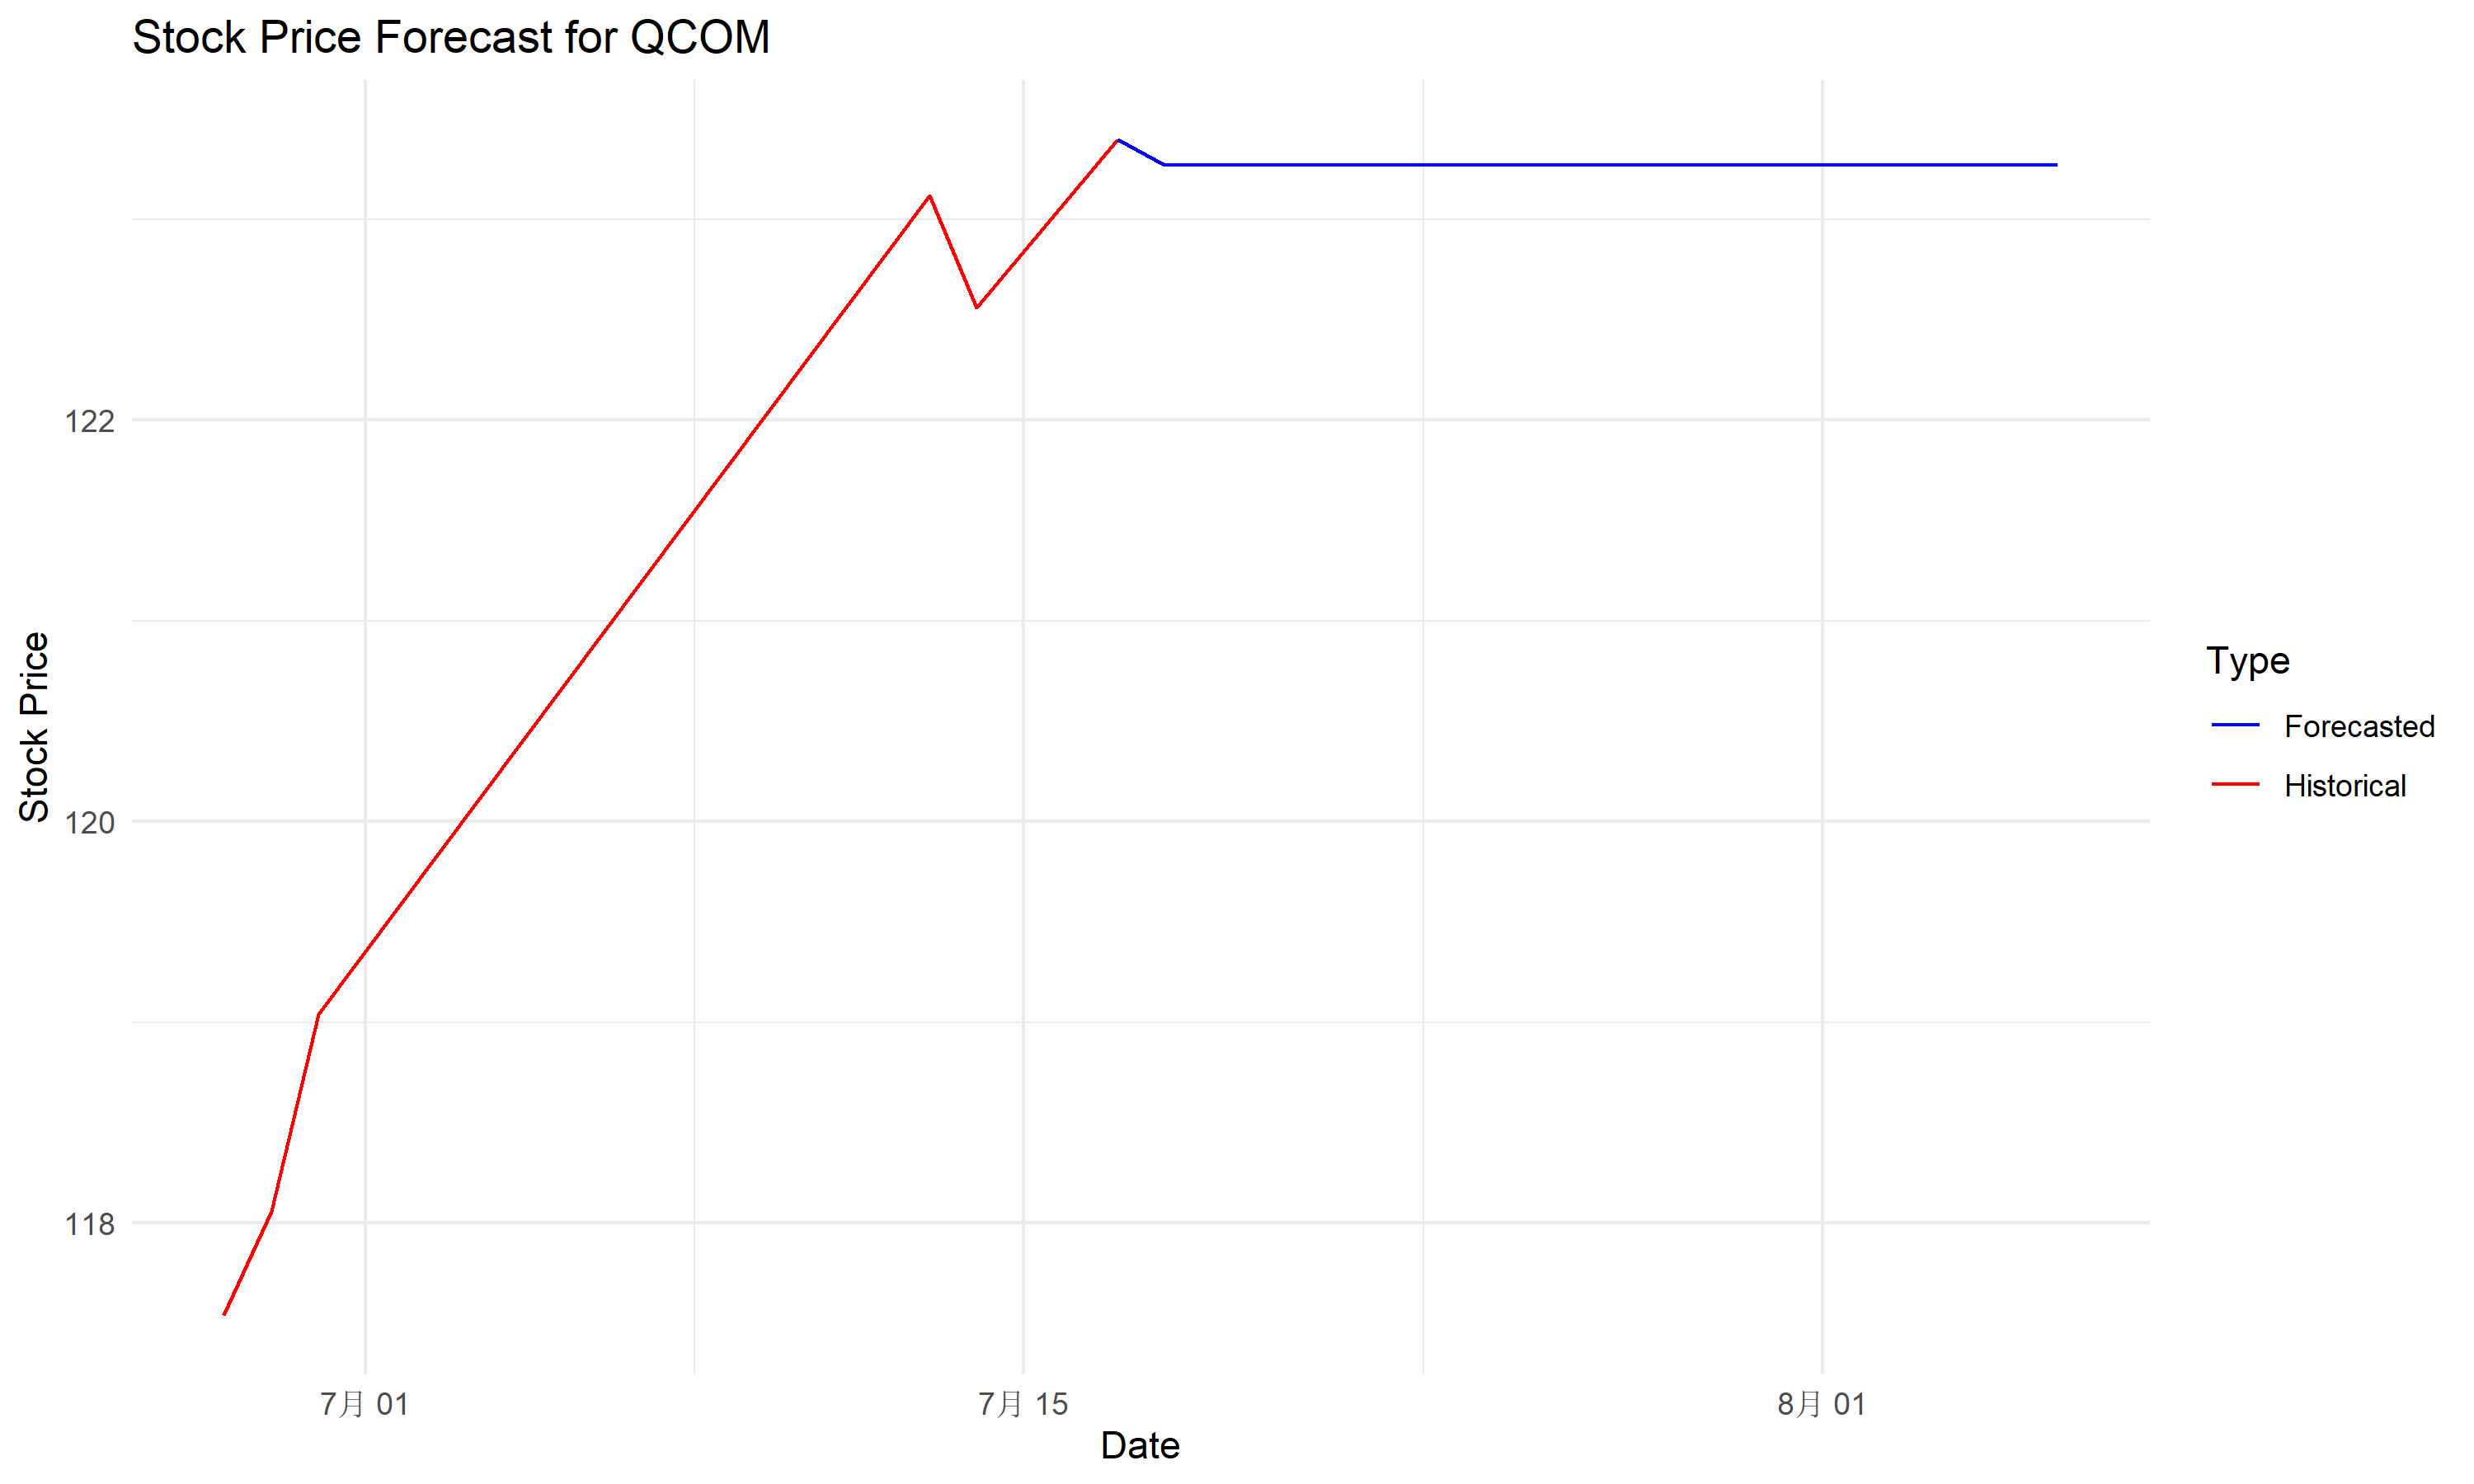 Stock Price Forecast for QCOM
Stock Price
122
120
118
7月 01
7月 15
8月 01
Date
Type
Forecasted
Historical